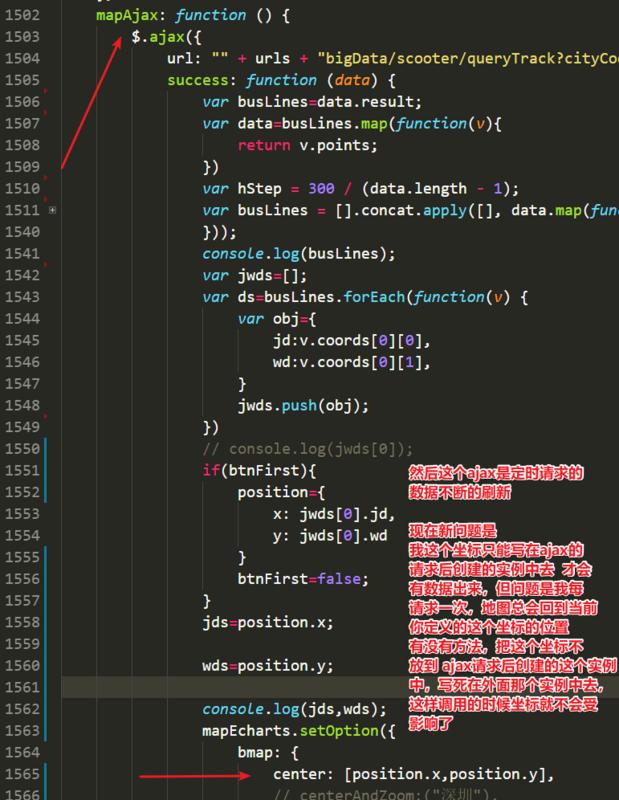 1502 mapAjax: function () {
1503 $.ajax({
1504 url: "" + urls + "bigData/scooter/queryTrack?cityCo
1505 success: function (data) {
1506 var busLines=data.result;
1507 var data=busLines.map(function(v){
1508 return v.points;
1509 })
1510 var hStep = 300 / (data.length - 1);
1511 var busLines = [].concat.apply([], data.map(fun
1540 }));
1541 console.log(busLines);
1542 var jwds=[];
1543 var ds=busLines.forEach(function(v) {
1544 var obj={
1545 jd:v.coords[0][0],
1546 wd:v.coords[0][1],
1547 }
1548 jwds.push(obj);
1549 })
1550 // console.log(jwds[0]);
1551 if(btnFirst){
1552 position={
1553 x: jwds[0].jd,
1554 y: jwds[0].wd
1555 }
1556 btnFirst=false;
1557 }
1558 jds=position.x;
1559
1560 wds=position.y;
1561
1562 console.log(jds,wds);
1563 mapEcharts.setOption({
1564 bmap: {
1565 center: [position.x,position.y],
1566 // centerAndZoom:("深圳"),
然后这个ajax是定时请求的
数据不断的刷新
现在新问题是
我这个坐标只能写在ajax的
请求后创建的实例中去 才会
有数据出来，但问题是我每
请求一次，地图总会回到当前
你定义的这个坐标的位置
有没有方法，把这个坐标不
放到 ajax请求后创建的这个实例
中，写死在外面那个实例中去，
这样调用的时候坐标就不会受
影响了